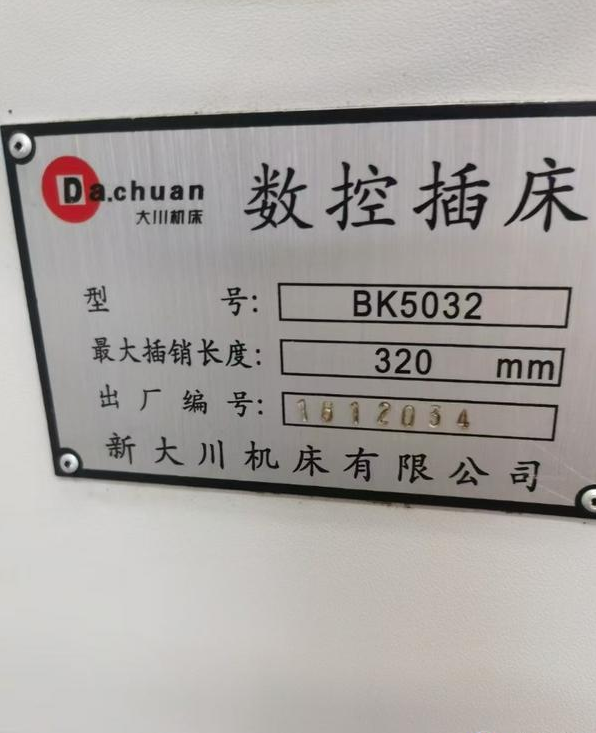 Da.chuan
大川机床
数控插床
型 号: BK5032
最大插销长度: 320 mm
出厂编号: 1812034
新大川机床有限公司